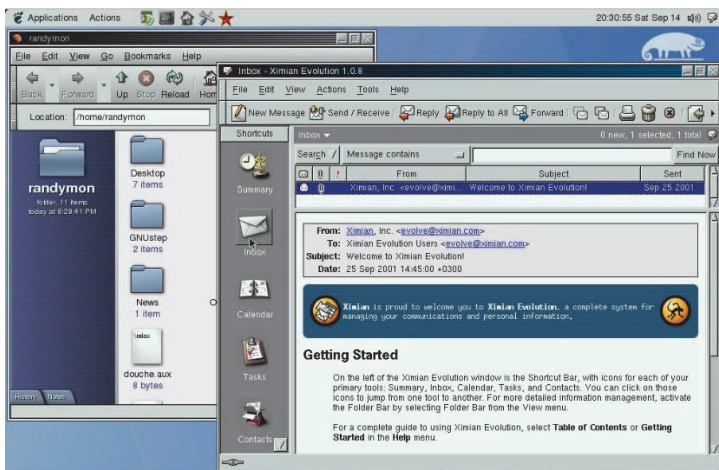 Applications Actions
20:30:55 Sat Sep 14
randymon
File Edit View Go Bookmarks Help
Back Forward Up Stop Reload Hom
Location: /home/randymon
randymon
folder, 11 items
today at 8:28:41 PM
Desktop
7 items
GNUstep
2 items
News
1 item
\relax
douche.aux
8 bytes
History Notes
Inbox - Ximian Evolution 1.0.8
File Edit View Actions Tools Help
New Message Send / Receive Reply Reply to All Forward
Shortcuts
Summary
Inbox
Calendar
Tasks
Contacts
Inbox
0 new, 1 selected, 1 total
Search Message contains Find Now
From Subject Sent
Ximian, Inc. <evolve@ximi... Welcome to Ximian Evolution! Sep 25 2001
From: Ximian, Inc. <evolve@ximian.com>
To: Ximian Evolution Users <evolve@ximian.com>
Subject: Welcome to Ximian Evolution!
Date: 25 Sep 2001 14:45:00 +0300
Ximian is proud to welcome you to Ximian Evolution, a complete system for
managing your communications and personal information.
Getting Started
On the left of the Ximian Evolution window is the Shortcut Bar, with icons for each of your
primary tools: Summary, Inbox, Calendar, Tasks, and Contacts. You can click on those
icons to jump from one tool to another. For more detailed information management, activate
the Folder Bar by selecting Folder Bar from the View menu.
For a complete guide to using Ximian Evolution, select Table of Contents or Getting
Started in the Help menu.